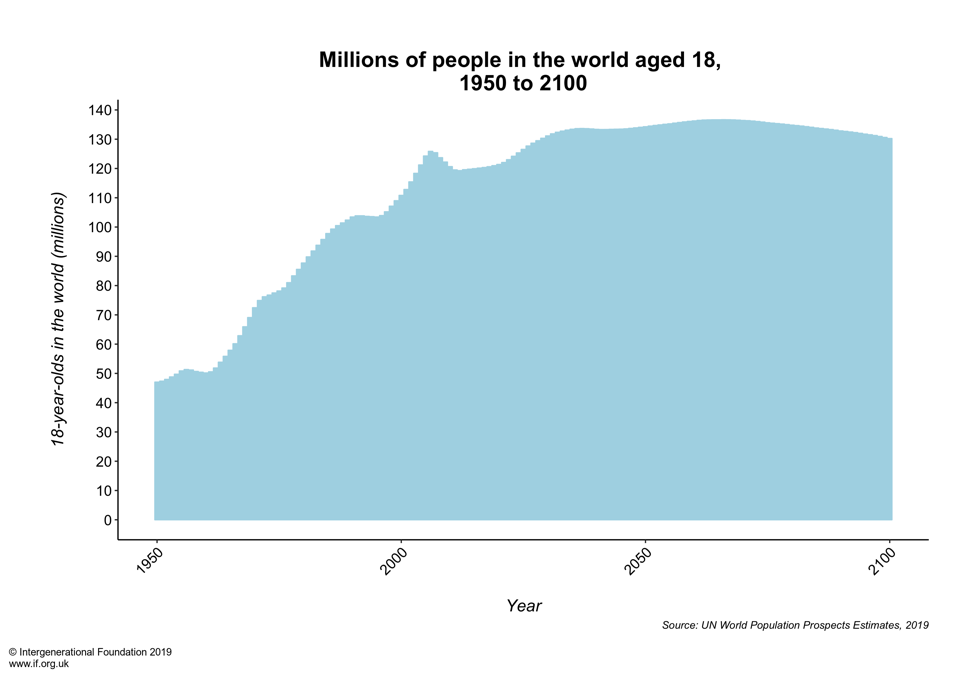 Millions of people in the world aged 18,
1950 to 2100
18-year-olds in the world (millions)
140
130
120
110
100
90
80
70
60
50
40
30
20
10
0
1950
2000
2050
2100
Year
Source: UN World Population Prospects Estimates, 2019
© Intergenerational Foundation 2019
www.if.org.uk